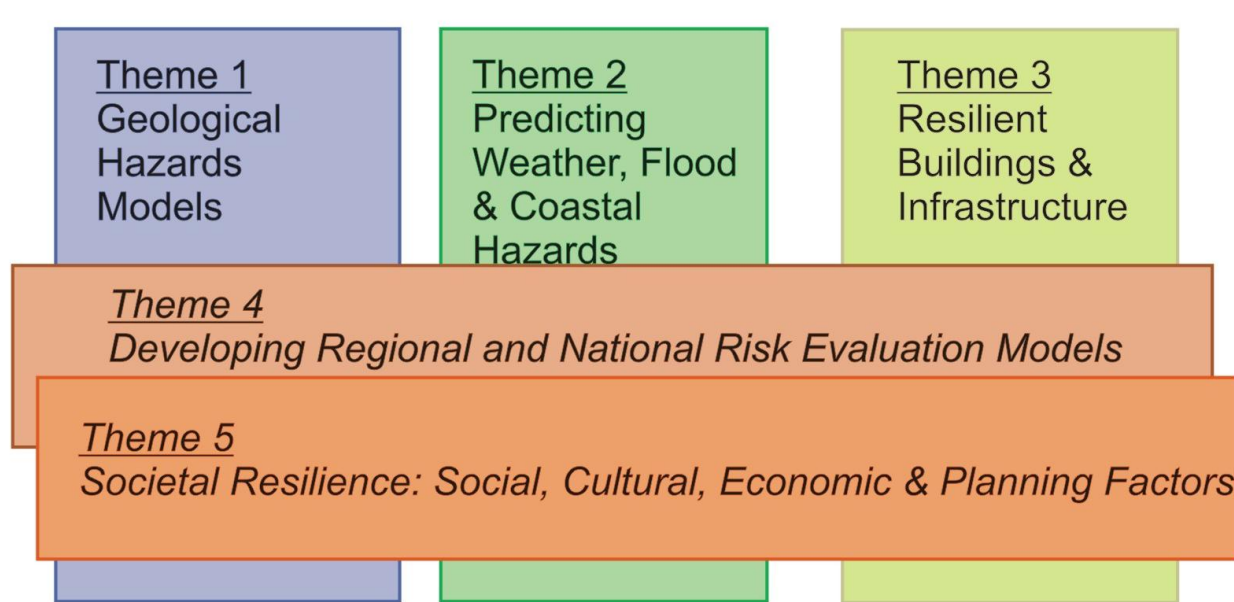 Theme 1
Geological
Hazards
Models
Theme 2
Predicting
Weather, Flood
& Coastal
Hazards
Theme 3
Resilient
Buildings &
Infrastructure
Theme 4
Developing Regional and National Risk Evaluation Models
Theme 5
Societal Resilience: Social, Cultural, Economic & Planning Factors